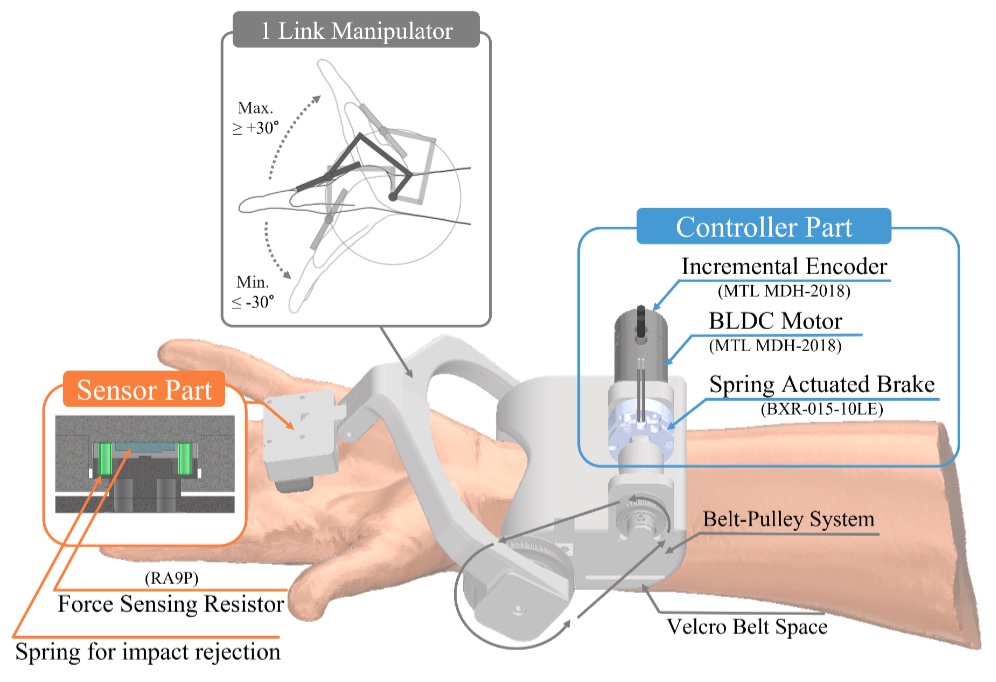 1 Link Manipulator
Max.
≥ +30°
Min.
≤ -30°
Controller Part
Incremental Encoder
(MTL MDH-2018)
BLDC Motor
(MTL MDH-2018)
Spring Actuated Brake
(BXR-015-10LE)
Sensor Part
Belt-Pulley System
(RA9P)
Force Sensing Resistor
Velcro Belt Space
Spring for impact rejection